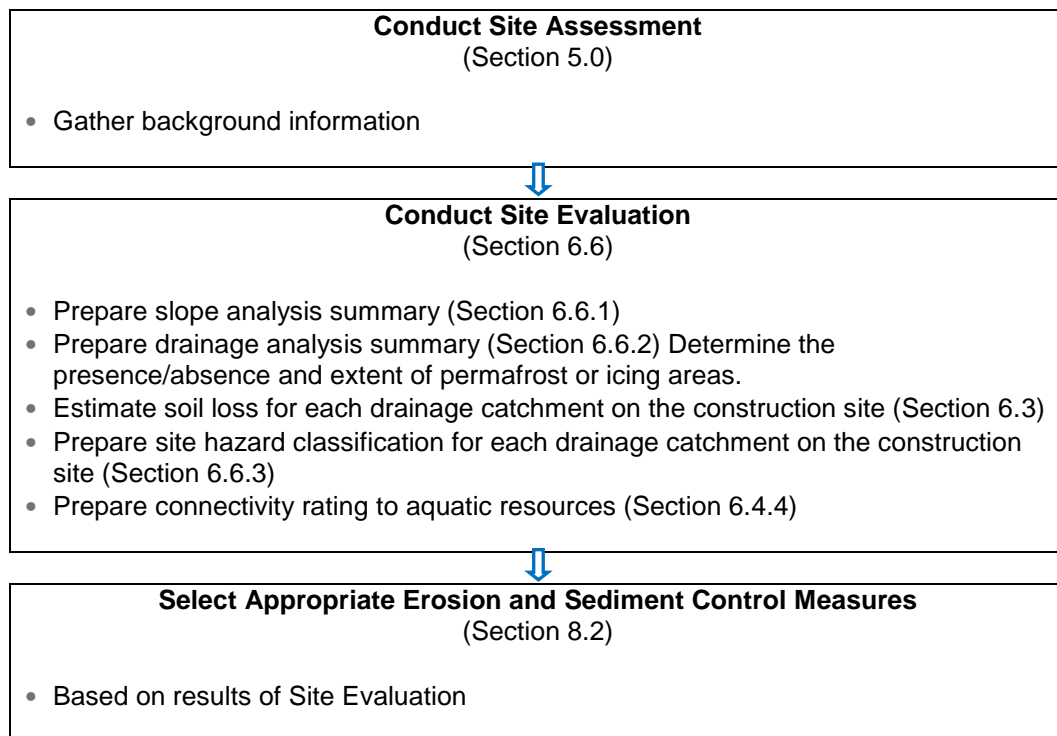 Conduct Site Assessment
(Section 5.0)
• Gather background information
Conduct Site Evaluation
(Section 6.6)
• Prepare slope analysis summary (Section 6.6.1)
• Prepare drainage analysis summary (Section 6.6.2) Determine the
presence/absence and extent of permafrost or icing areas.
• Estimate soil loss for each drainage catchment on the construction site (Section 6.3)
• Prepare site hazard classification for each drainage catchment on the construction
site (Section 6.6.3)
• Prepare connectivity rating to aquatic resources (Section 6.4.4)
Select Appropriate Erosion and Sediment Control Measures
(Section 8.2)
• Based on results of Site Evaluation